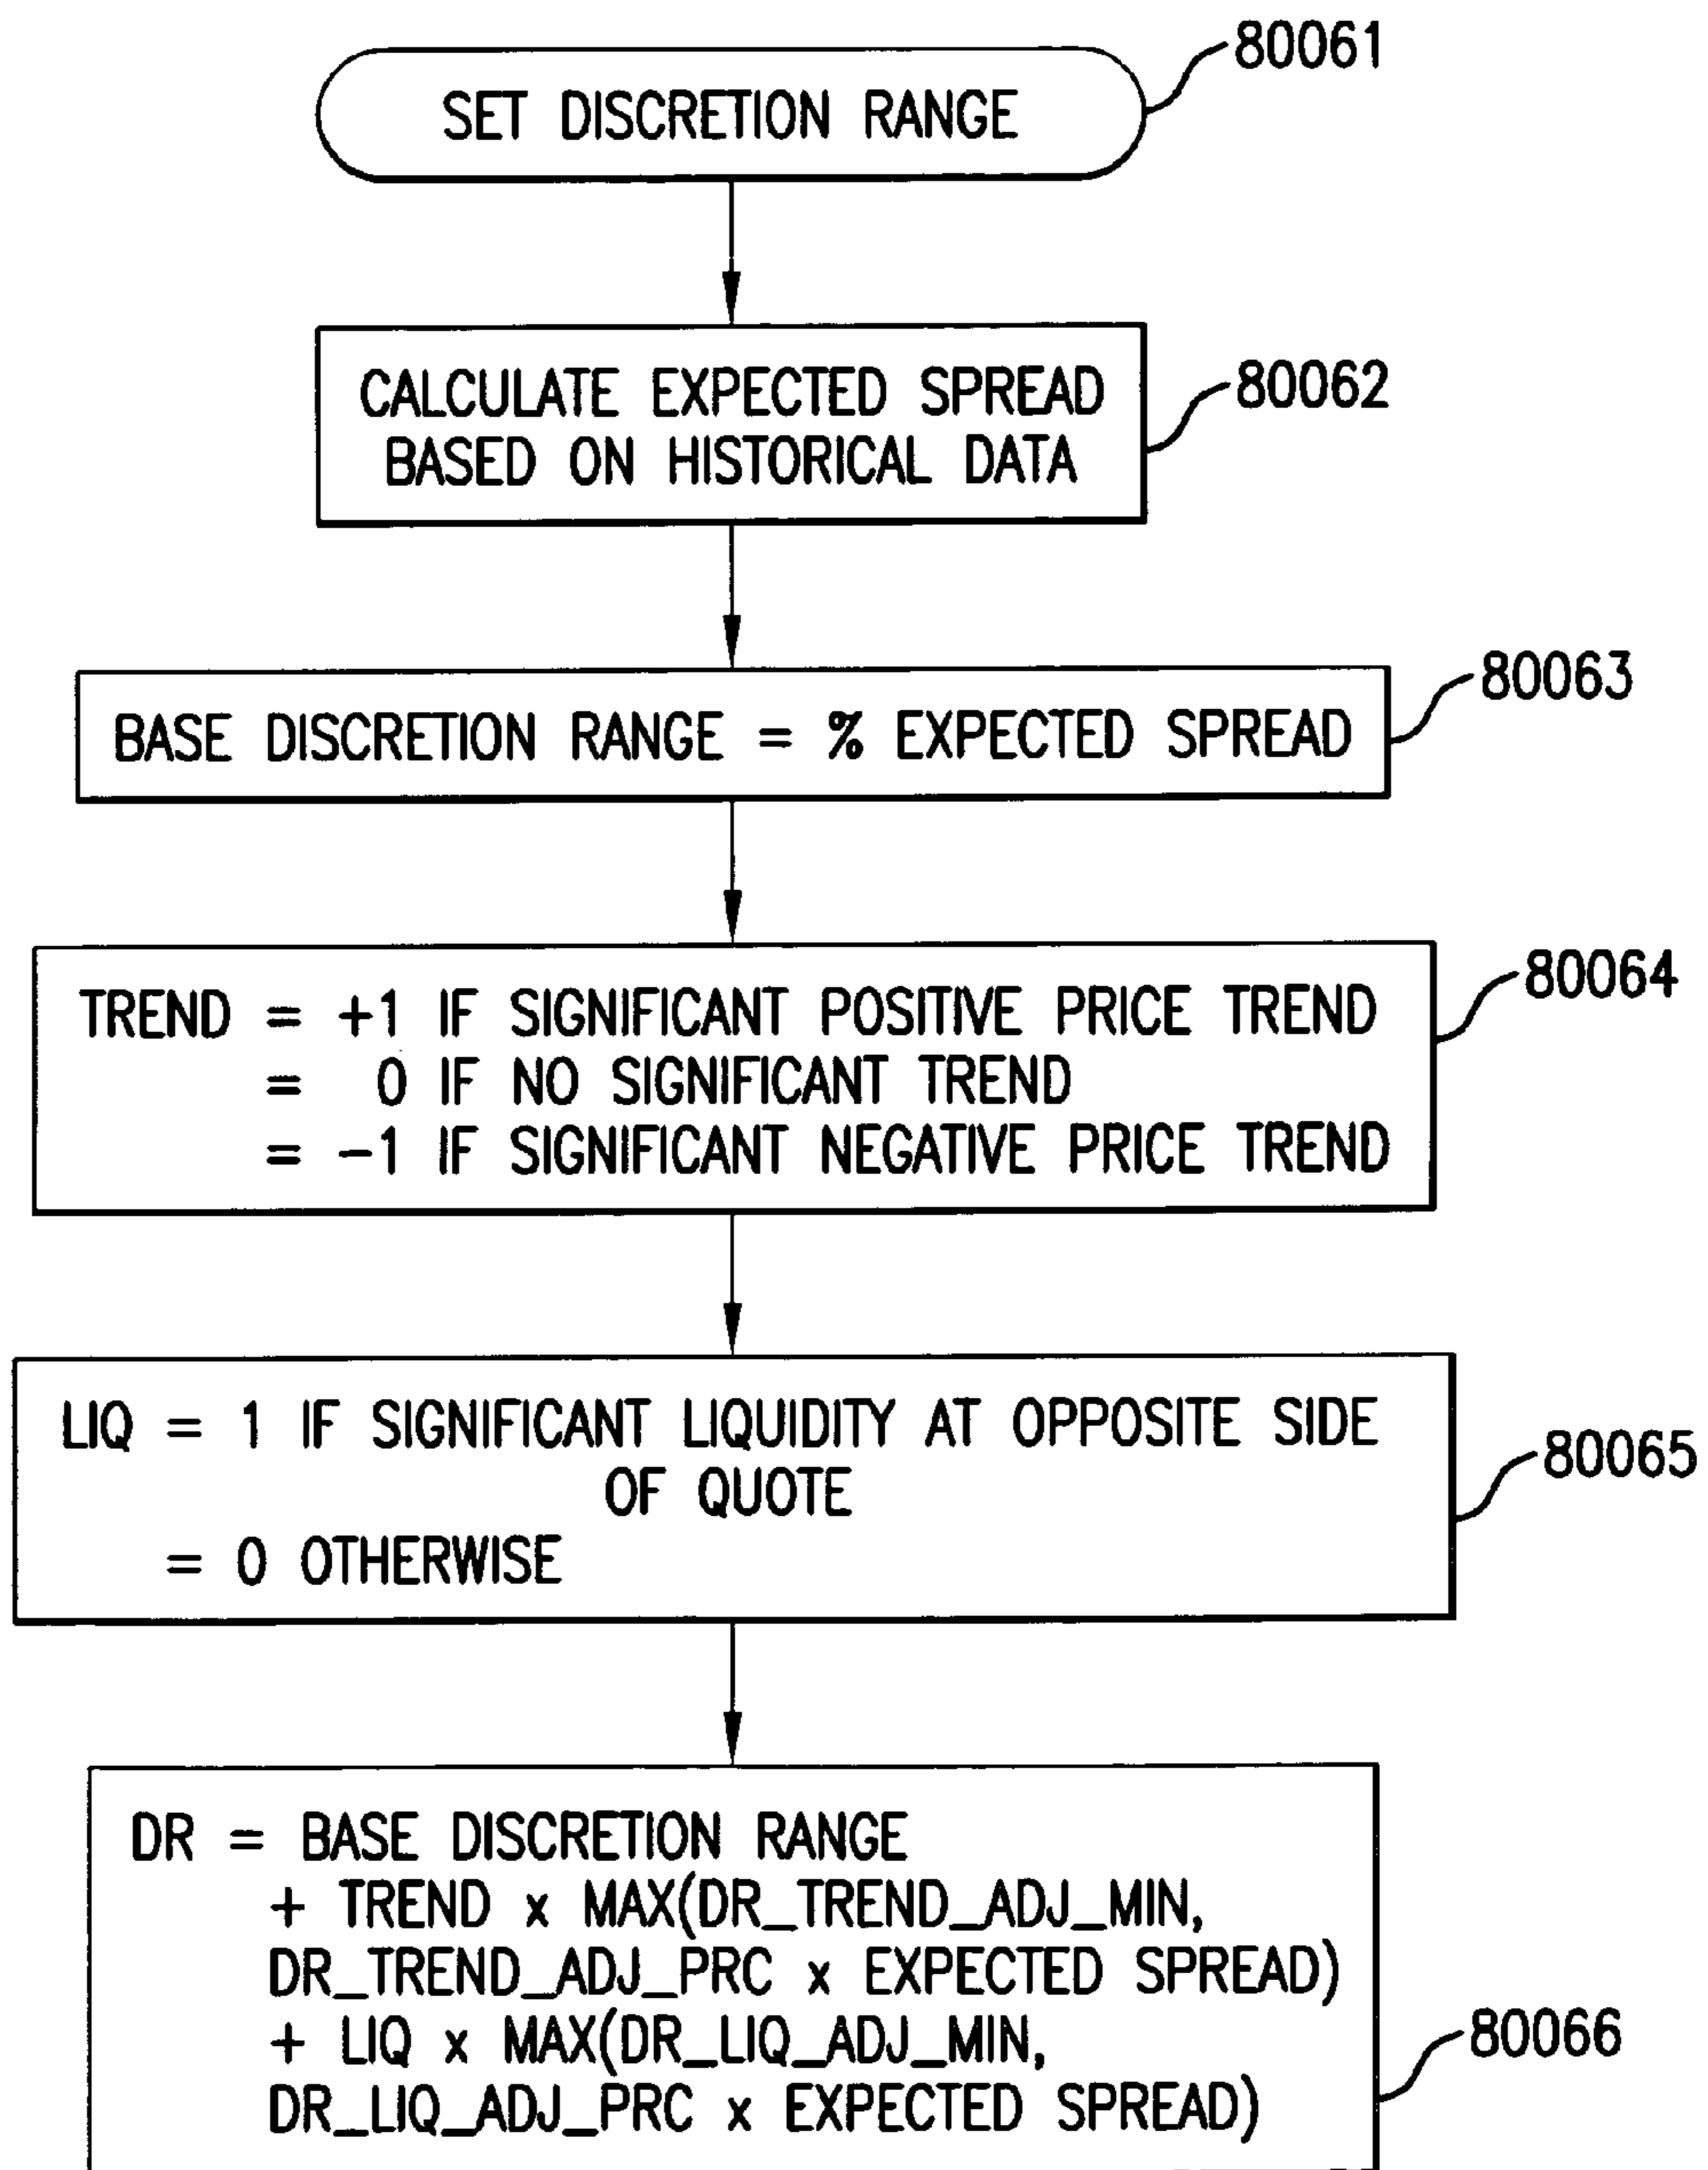 SET DISCRETION RANGE
80061
CALCULATE EXPECTED SPREAD
BASED ON HISTORICAL DATA
80062
BASE DISCRETION RANGE = % EXPECTED SPREAD
80063
TREND = +1 IF SIGNIFICANT POSITIVE PRICE TREND
= 0 IF NO SIGNIFICANT TREND
= -1 IF SIGNIFICANT NEGATIVE PRICE TREND
80064
LIQ = 1 IF SIGNIFICANT LIQUIDITY AT OPPOSITE SIDE
OF QUOTE
= 0 OTHERWISE
80065
DR = BASE DISCRETION RANGE
+ TREND x MAX(DR_TREND_ADJ_MIN,
DR_TREND_ADJ_PRC x EXPECTED SPREAD)
+ LIQ x MAX(DR_LIQ_ADJ_MIN,
DR_LIQ_ADJ_PRC x EXPECTED SPREAD)
80066